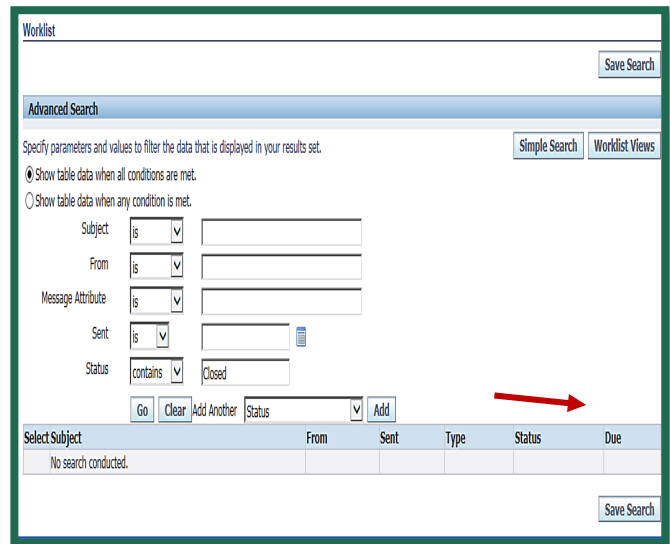 Worklist
Save Search
Advanced Search
Specify parameters and values to filter the data that is displayed in your results set.
Simple Search Worklist Views
Show table data when all conditions are met.
Show table data when any condition is met.
Subject is
From is
Message Attribute is
Sent is
Status contains Closed
Go Clear Add Another Status Add
Select Subject From Sent Type Status Due
No search conducted.
Save Search